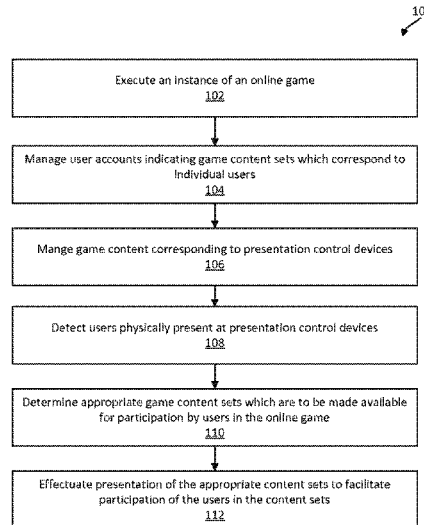 10
Execute an instance of an online game
102
Manage user accounts indicating game content sets which correspond to
individual users
104
Mange game content corresponding to presentation control devices
106
Detect users physically present at presentation control devices
108
Determine appropriate game content sets which are to be made available
for participation by users in the online game
110
Effectuate presentation of the appropriate content sets to facilitate
participation of the users in the content sets
112